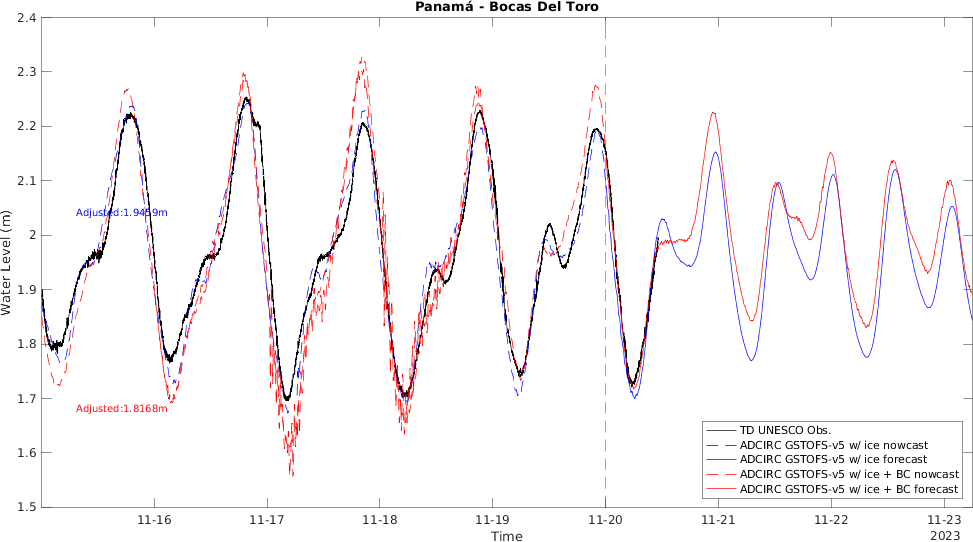 Panamá - Bocas Del Toro
2.4
2.3
2.2
2.1
2
1.9
1.8
1.7
1.6
1.5
Water Level (m)
Adjusted:1.9459m
Adjusted:1.8168m
TD UNESCO Obs.
ADCIRC GSTOFS-v5 w/ ice nowcast
ADCIRC GSTOFS-v5 w/ ice forecast
ADCIRC GSTOFS-v5 w/ ice + BC nowcast
ADCIRC GSTOFS-v5 w/ ice + BC forecast
11-16 11-17 11-18 11-19 11-20 11-21 11-22 11-23
Time
2023